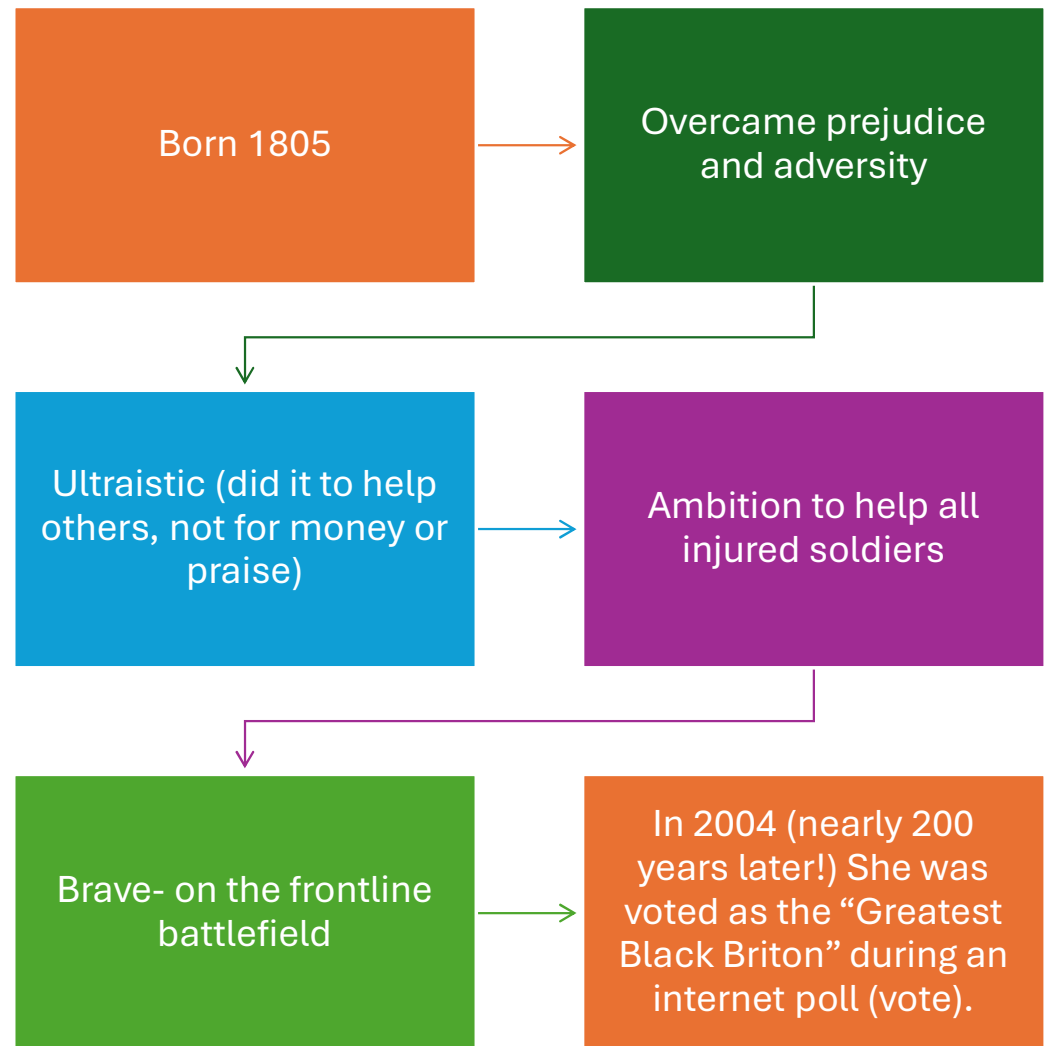 Born 1805
Overcame prejudice
and adversity
Ultraistic (did it to help
others, not for money or
praise)
Ambition to help all
injured soldiers
Brave- on the frontline
battlefield
In 2004 (nearly 200
years later!) She was
voted as the “Greatest
Black Briton” during an
internet poll (vote).